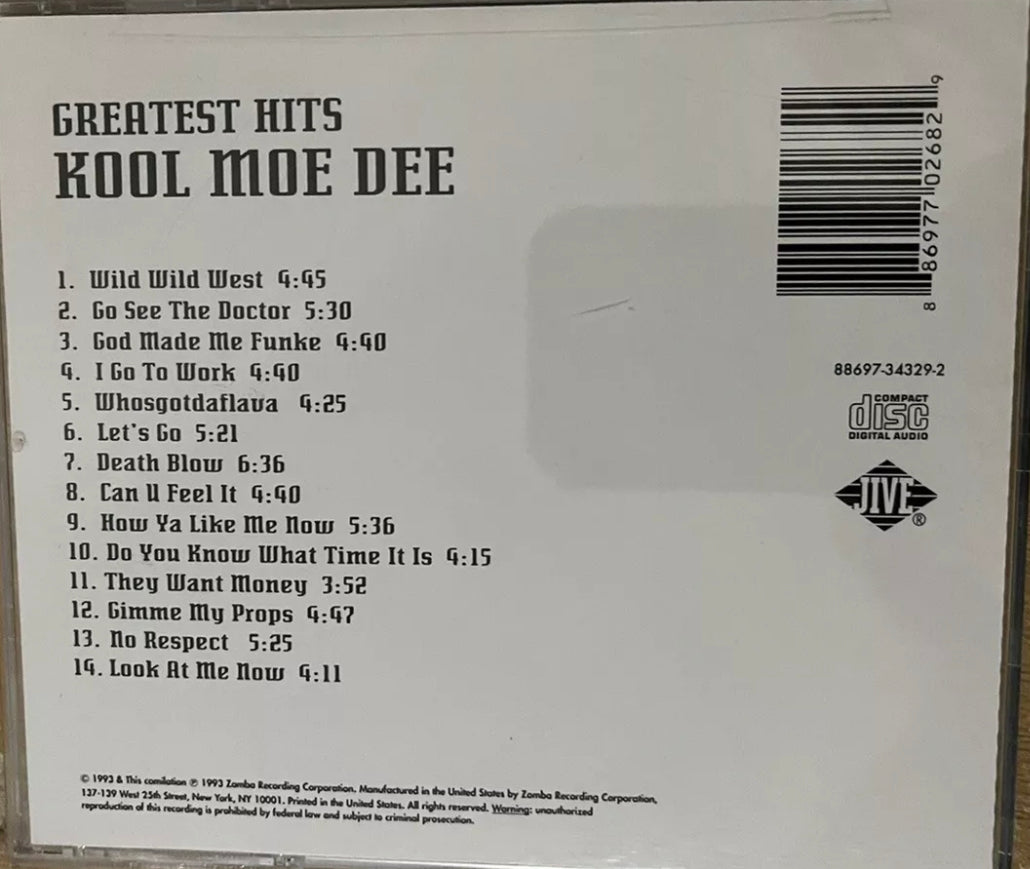 GREATEST HITS
KOOL MOE DEE
1. Wild Wild West 4:45
2. Go See The Doctor 5:30
3. God Made Me Funke 4:40
4. I Go To Work 4:40
5. Whosgotdaflava 4:25
6. Let's Go 5:21
7. Death Blow 6:36
8. Can U Feel It 4:40
9. How Ya Like Me Now 5:36
10. Do You Know What Time It Is 4:15
11. They Want Money 3:52
12. Gimme My Props 4:47
13. No Respect 5:25
14. Look At Me Now 4:11
8 86977 02682 9
88697-34329-2
COMPACT
disc
DIGITAL AUDIO
JIVE ®
© 1993 & This comilation ℗ 1993 Zomba Recording Corporation. Manufactured in the United States by Zomba Recording Corporation,
137-139 West 25th Street, New York, NY 10001. Printed in the United States. All rights reserved. Warning: unauthorized
reproduction of this recording is prohibited by federal law and subject to criminal prosecution.